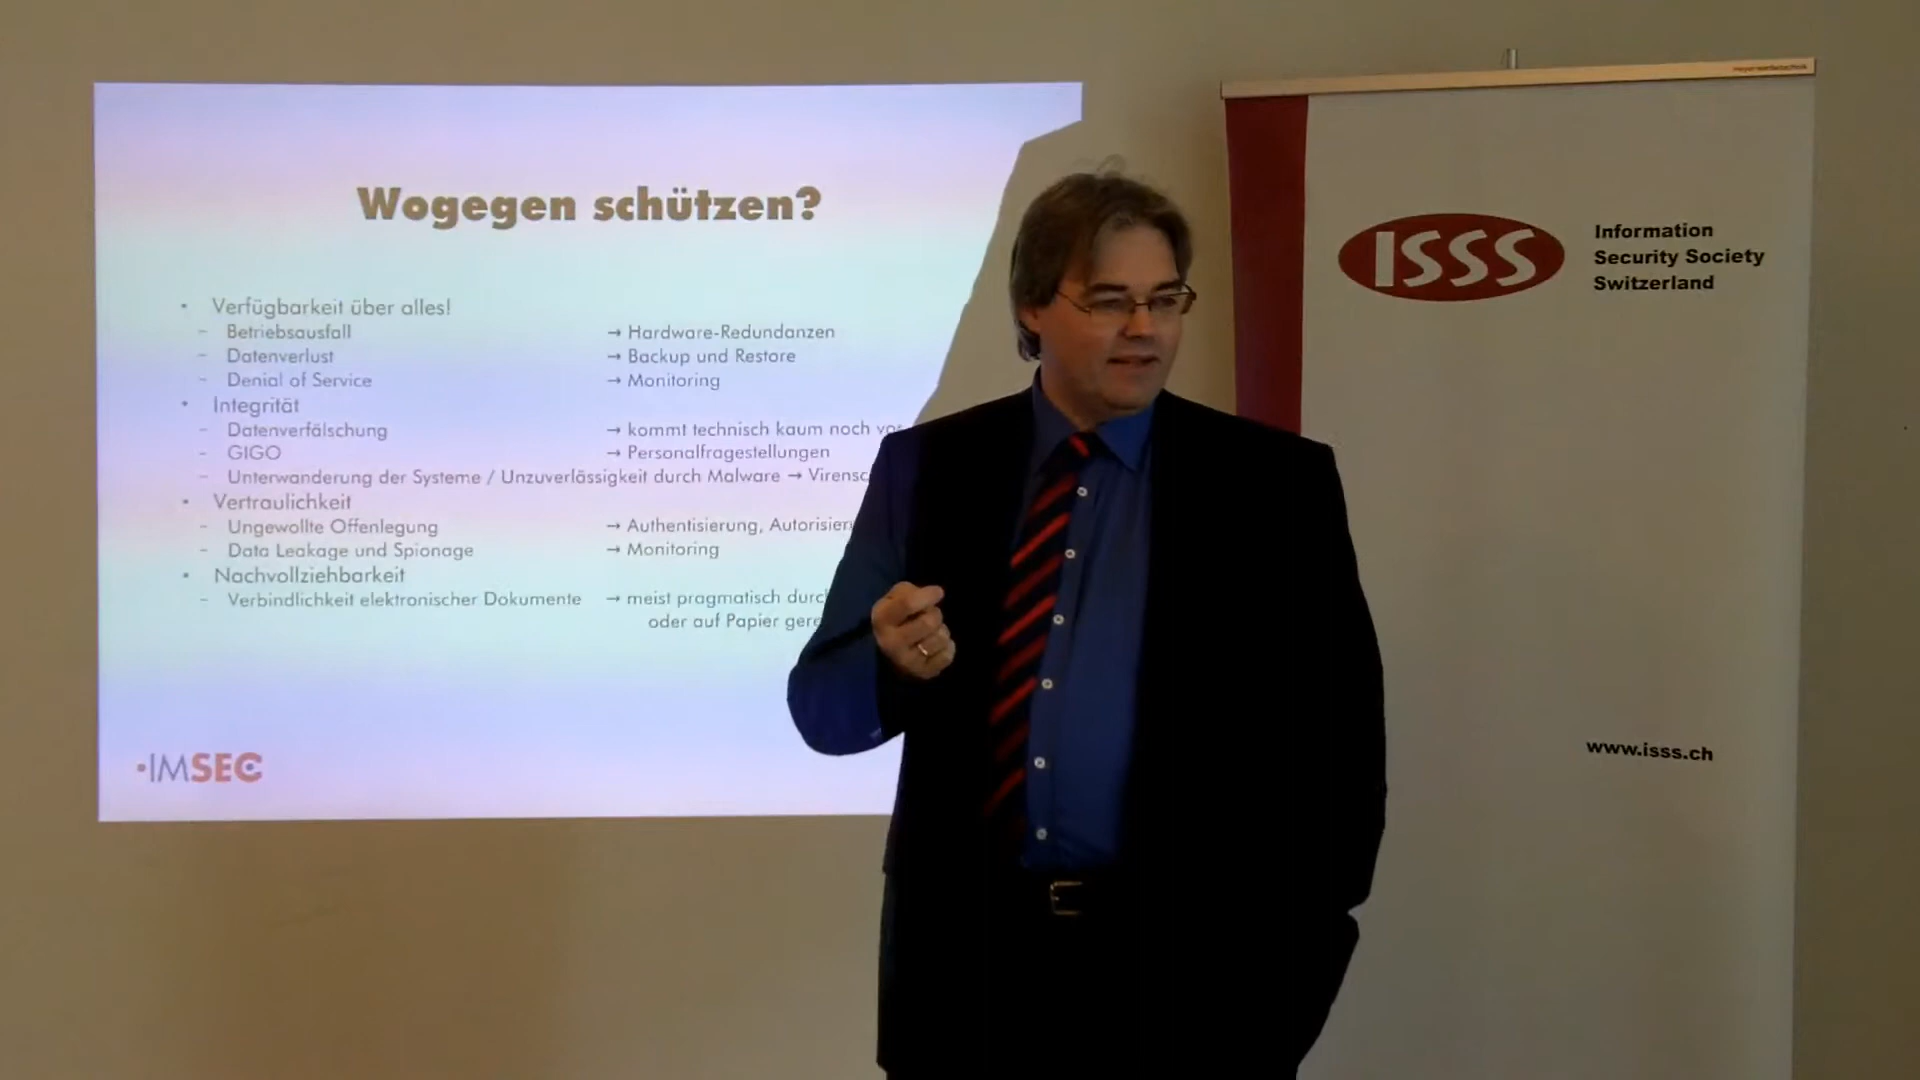 Wogegen schützen?
• Verfügbarkeit über alles!
– Betriebsausfall → Hardware-Redundanzen
– Datenverlust → Backup und Restore
– Denial of Service → Monitoring
• Integrität
– Datenverfälschung → kommt technisch kaum noch
– GIGO → Personalfragestellungen
– Unterwanderung der Systeme / Unzuverlässigkeit durch Malware →
• Vertraulichkeit
– Ungewollte Offenlegung → Authentisierung,
– Data Leakage und Spionage → Monitoring
• Nachvollziehbarkeit
– Verbindlichkeit elektronischer Dokumente → meist pragmatisch
oder auf Papier
•IMSEC
ISSS
Information
Security Society
Switzerland
www.isss.ch